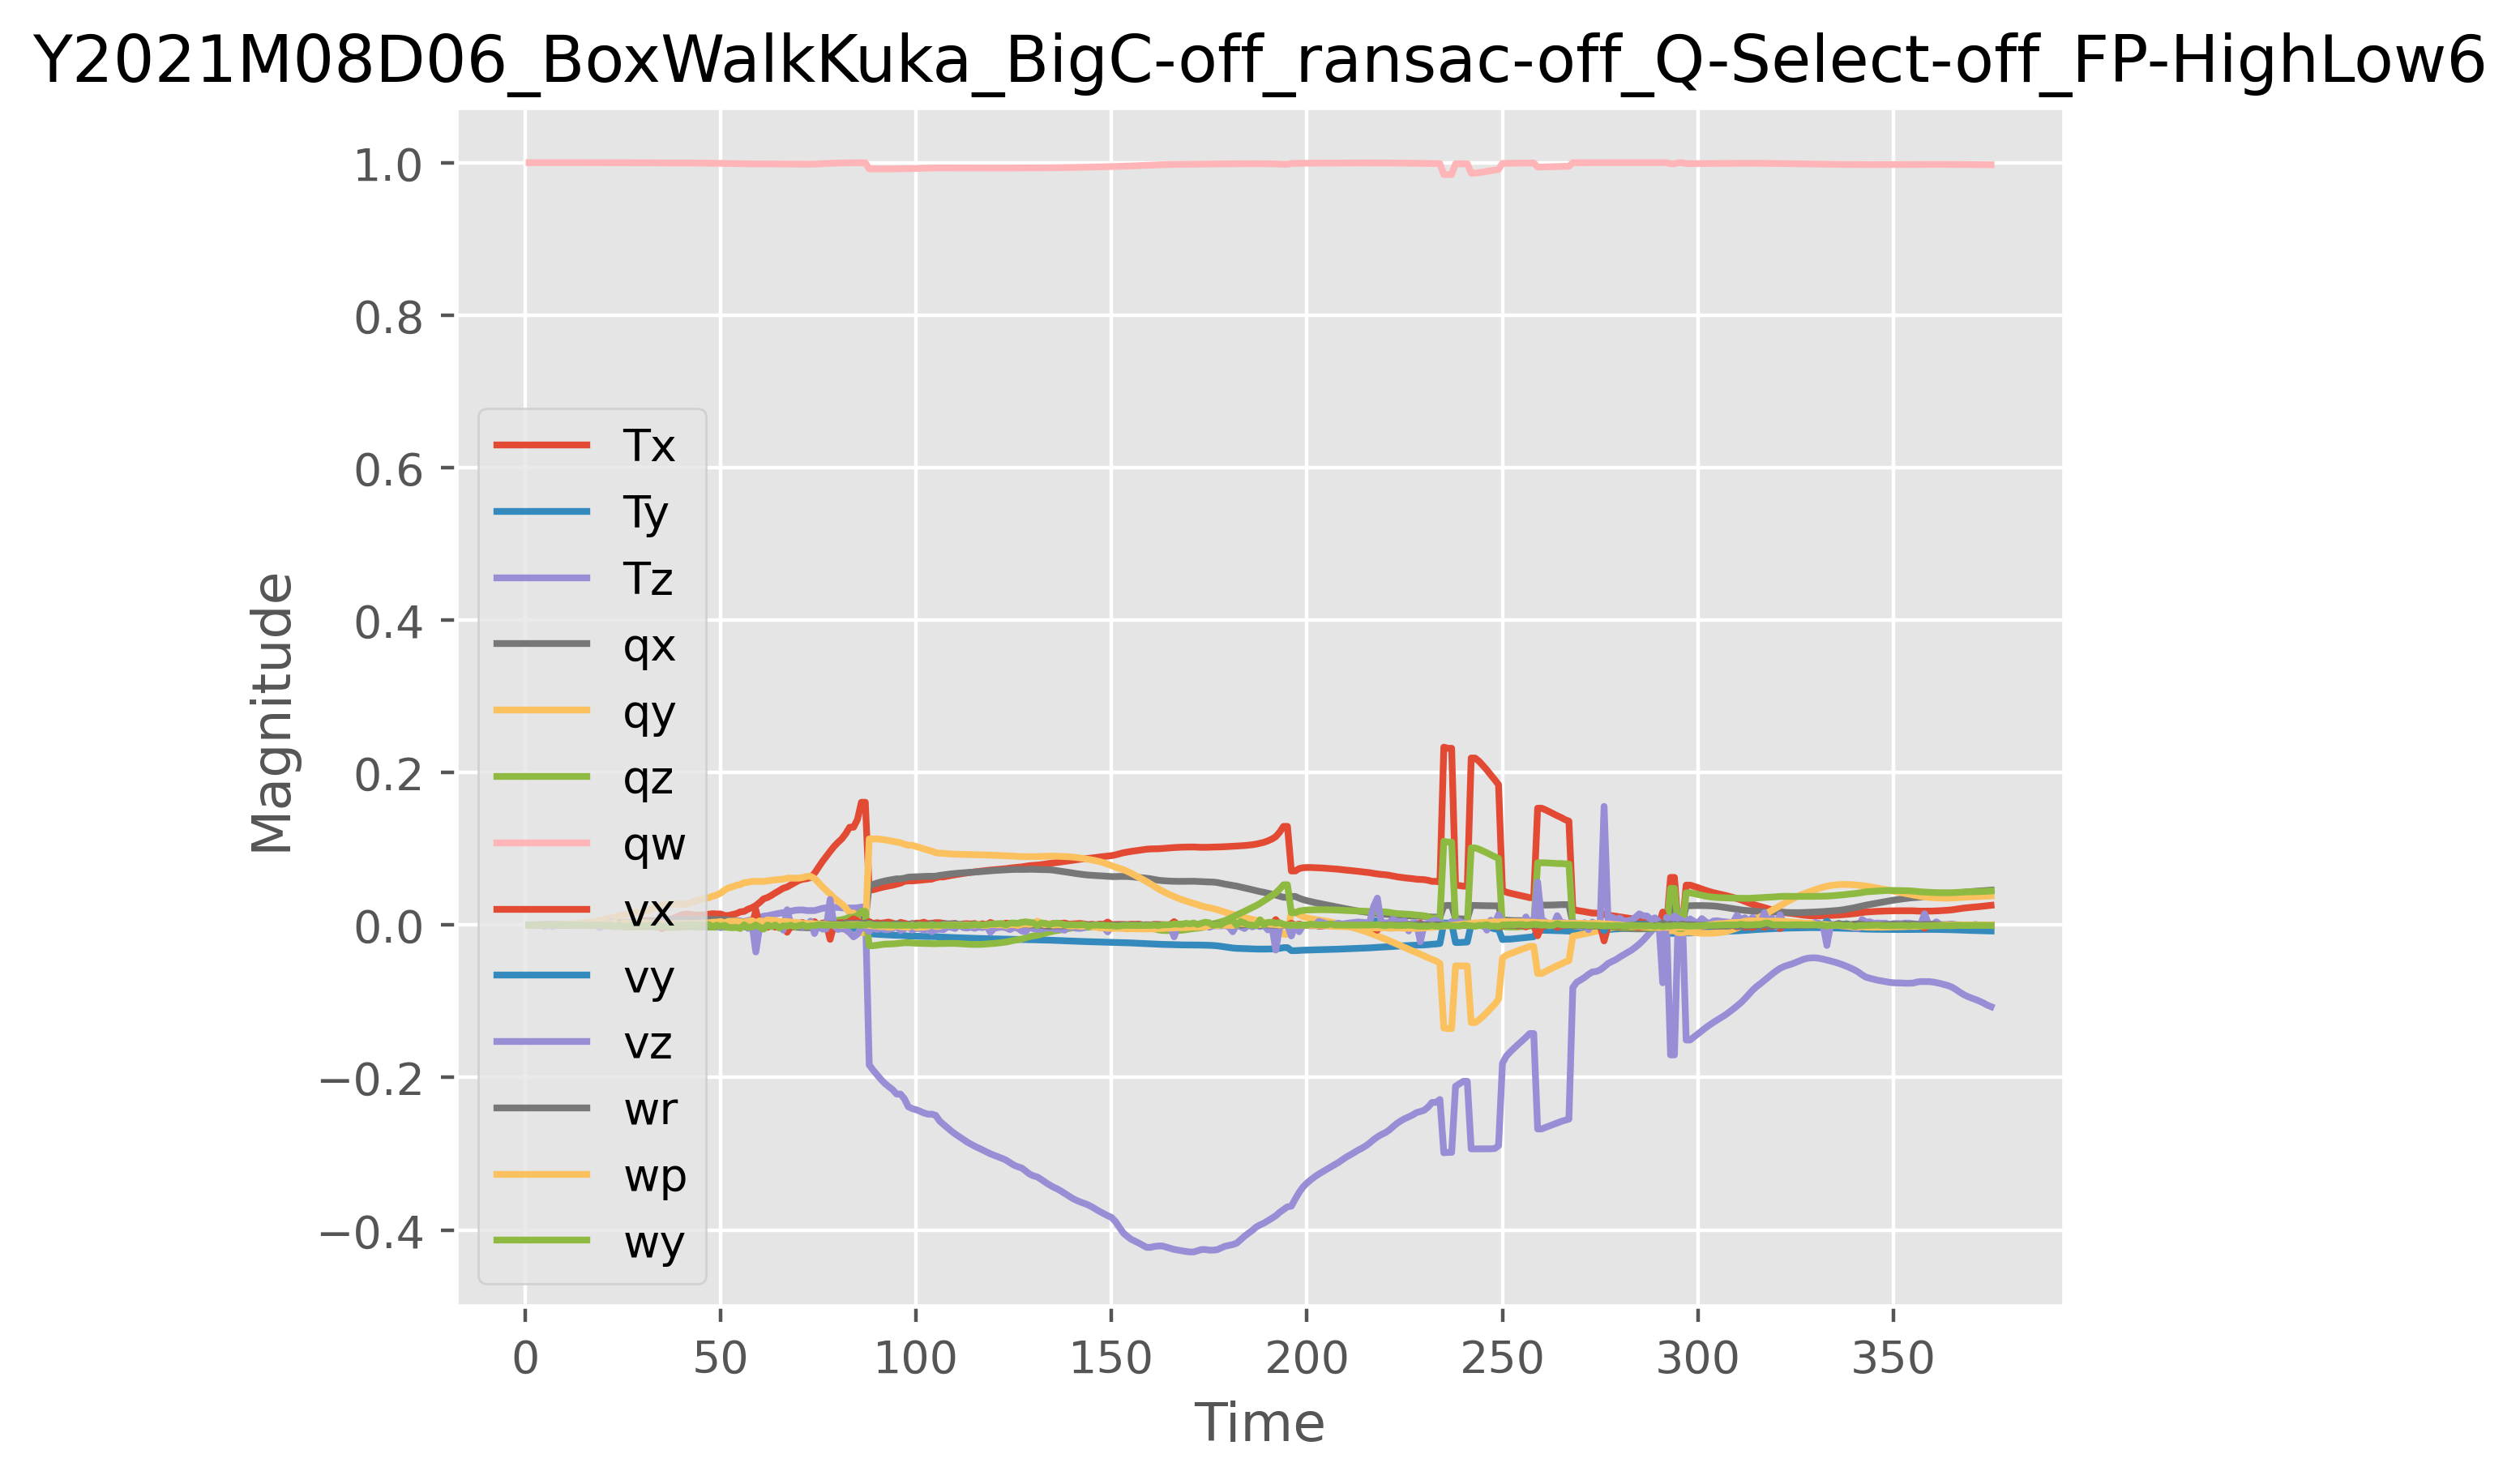 Y2021M08D06_BoxWalkKuka_BigC-off_ransac-off_Q-Select-off_FP-HighLow6
1.0
0.8
0.6
0.4
0.2
0.0
−0.2
−0.4
Magnitude
Tx
Ty
Tz
qx
qy
qz
qw
vx
vy
vz
wr
wp
wy
0
50
100
150
200
250
300
350
Time